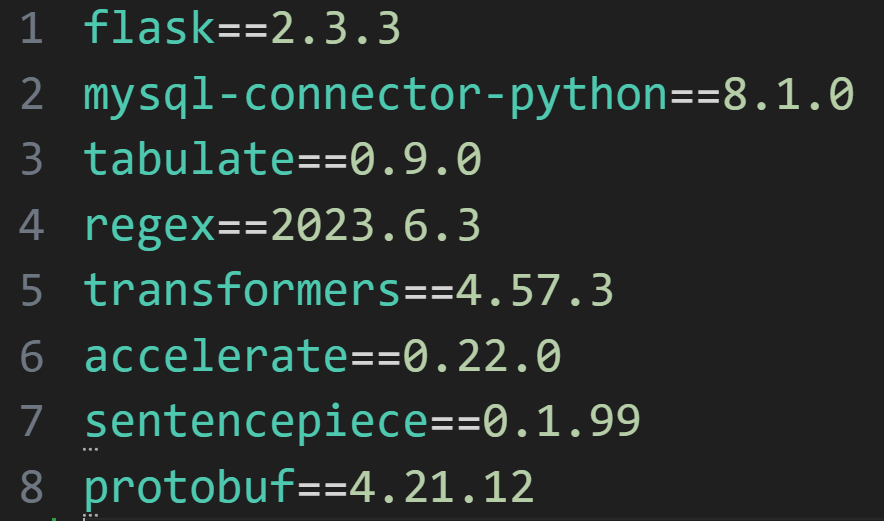 1 flask==2.3.3
2 mysql-connector-python==8.1.0
3 tabulate==0.9.0
4 regex==2023.6.3
5 transformers==4.57.3
6 accelerate==0.22.0
7 sentencepiece==0.1.99
8 protobuf==4.21.12